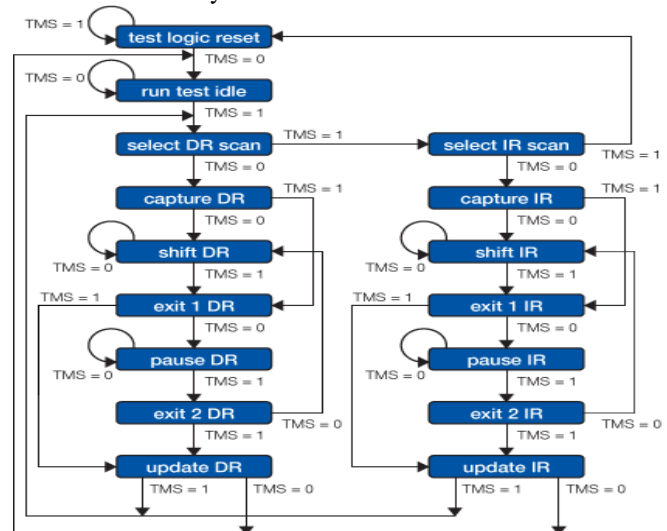 TMS = 1
test logic reset
TMS = 0
TMS = 0
run test idle
TMS = 1
select DR scan
TMS = 1
select IR scan
TMS = 1
TMS = 0
TMS = 0
capture DR
TMS = 1
capture IR
TMS = 1
TMS = 0
TMS = 0
shift DR
shift IR
TMS = 0
TMS = 1
TMS = 0
TMS = 1
TMS = 1
exit 1 DR
TMS = 1
exit 1 IR
TMS = 0
TMS = 0
pause DR
pause IR
TMS = 0
TMS = 1
TMS = 0
TMS = 1
exit 2 DR
TMS = 0
exit 2 IR
TMS = 0
TMS = 1
TMS = 1
update DR
update IR
TMS = 1
TMS = 0
TMS = 1
TMS = 0